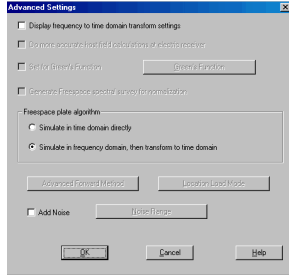 Advanced Settings
Display frequency to time domain transform settings
Do more accurate host field calculations at electric receiver
Set for Green's Function
Green's Function
Generate Freespace spectral survey for normalization
Freespace plate algorithm
Simulate in time domain directly
Simulate in frequency domain, then transform to time domain
Advanced Forward Method
Location Load Mode
Add Noise
Noise Range
OK
Cancel
Help